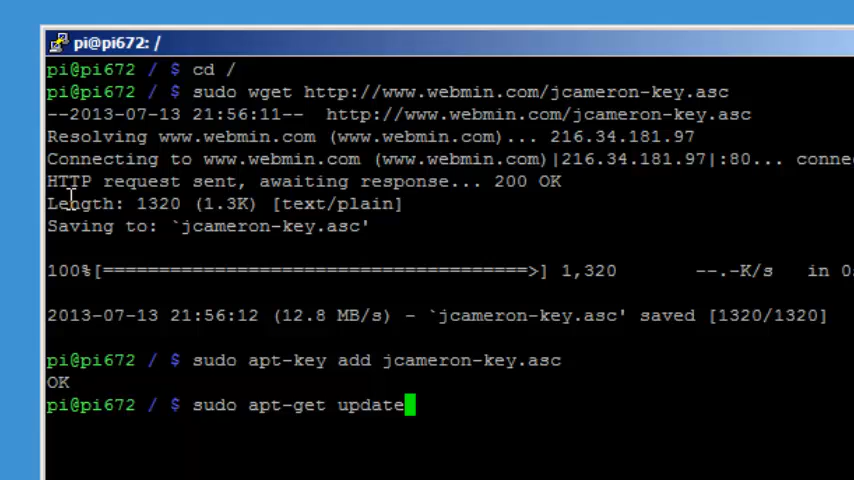 pi@pi672: /
pi@pi672 / $ cd /
pi@pi672 / $ sudo wget http://www.webmin.com/jcameron-key.asc
--2013-07-13 21:56:11-- http://www.webmin.com/jcameron-key.asc
Resolving www.webmin.com (www.webmin.com)... 216.34.181.97
Connecting to www.webmin.com (www.webmin.com)|216.34.181.97|:80... conne
HTTP request sent, awaiting response... 200 OK
Length: 1320 (1.3K) [text/plain]
Saving to: `jcameron-key.asc'
100%[======================================>] 1,320 --.-K/s in 0.
2013-07-13 21:56:12 (12.8 MB/s) - `jcameron-key.asc' saved [1320/1320]
pi@pi672 / $ sudo apt-key add jcameron-key.asc
OK
pi@pi672 / $ sudo apt-get update